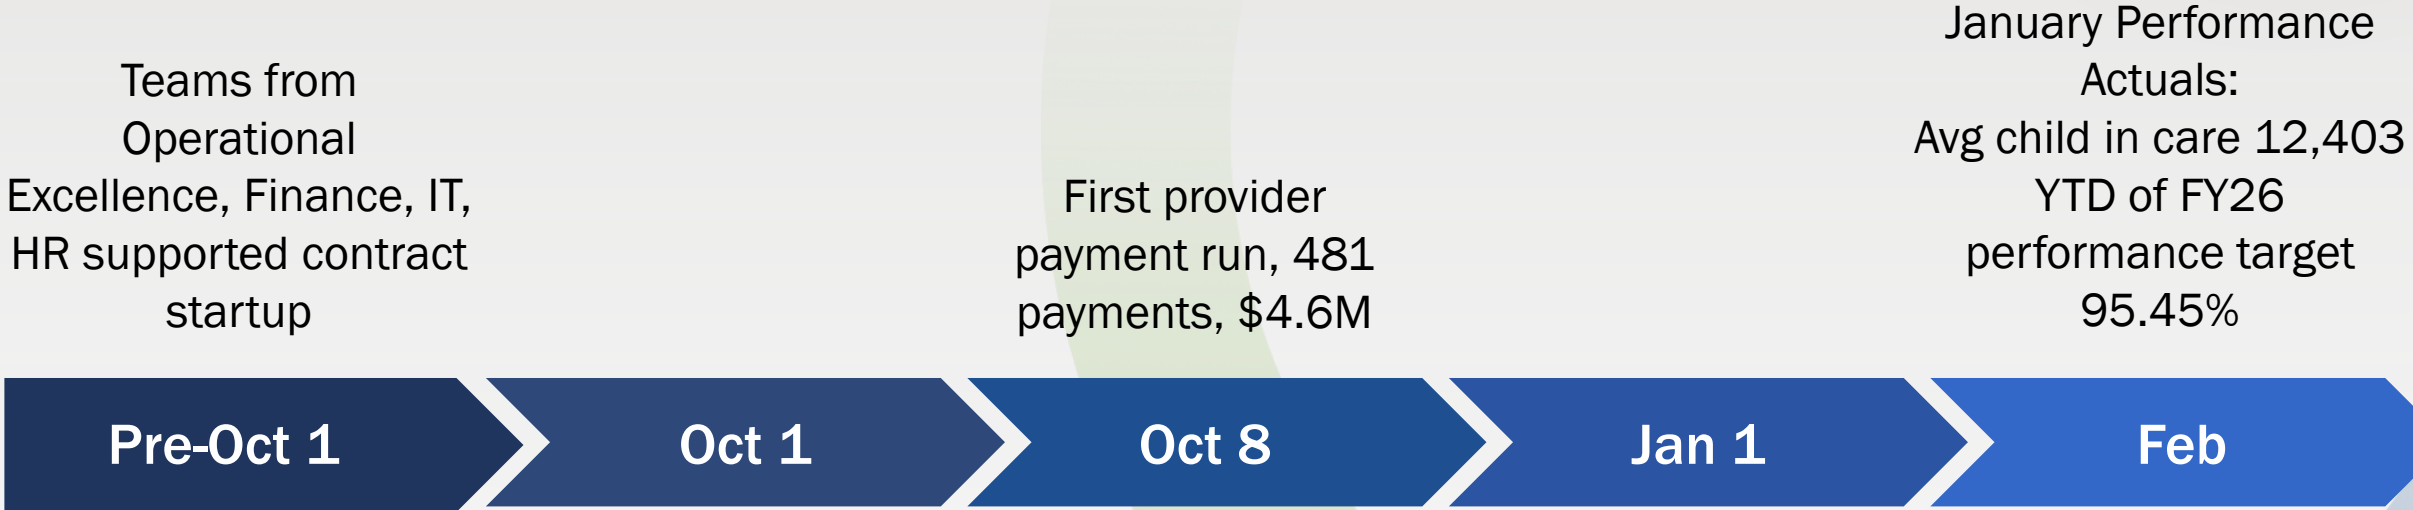 Teams from
Operational
Excellence, Finance, IT,
HR supported contract
startup
First provider
payment run, 481
payments, $4.6M
January Performance
Actuals:
Avg child in care 12,403
YTD of FY26
performance target
95.45%
Pre-Oct 1
Oct 1
Oct 8
Jan 1
Feb